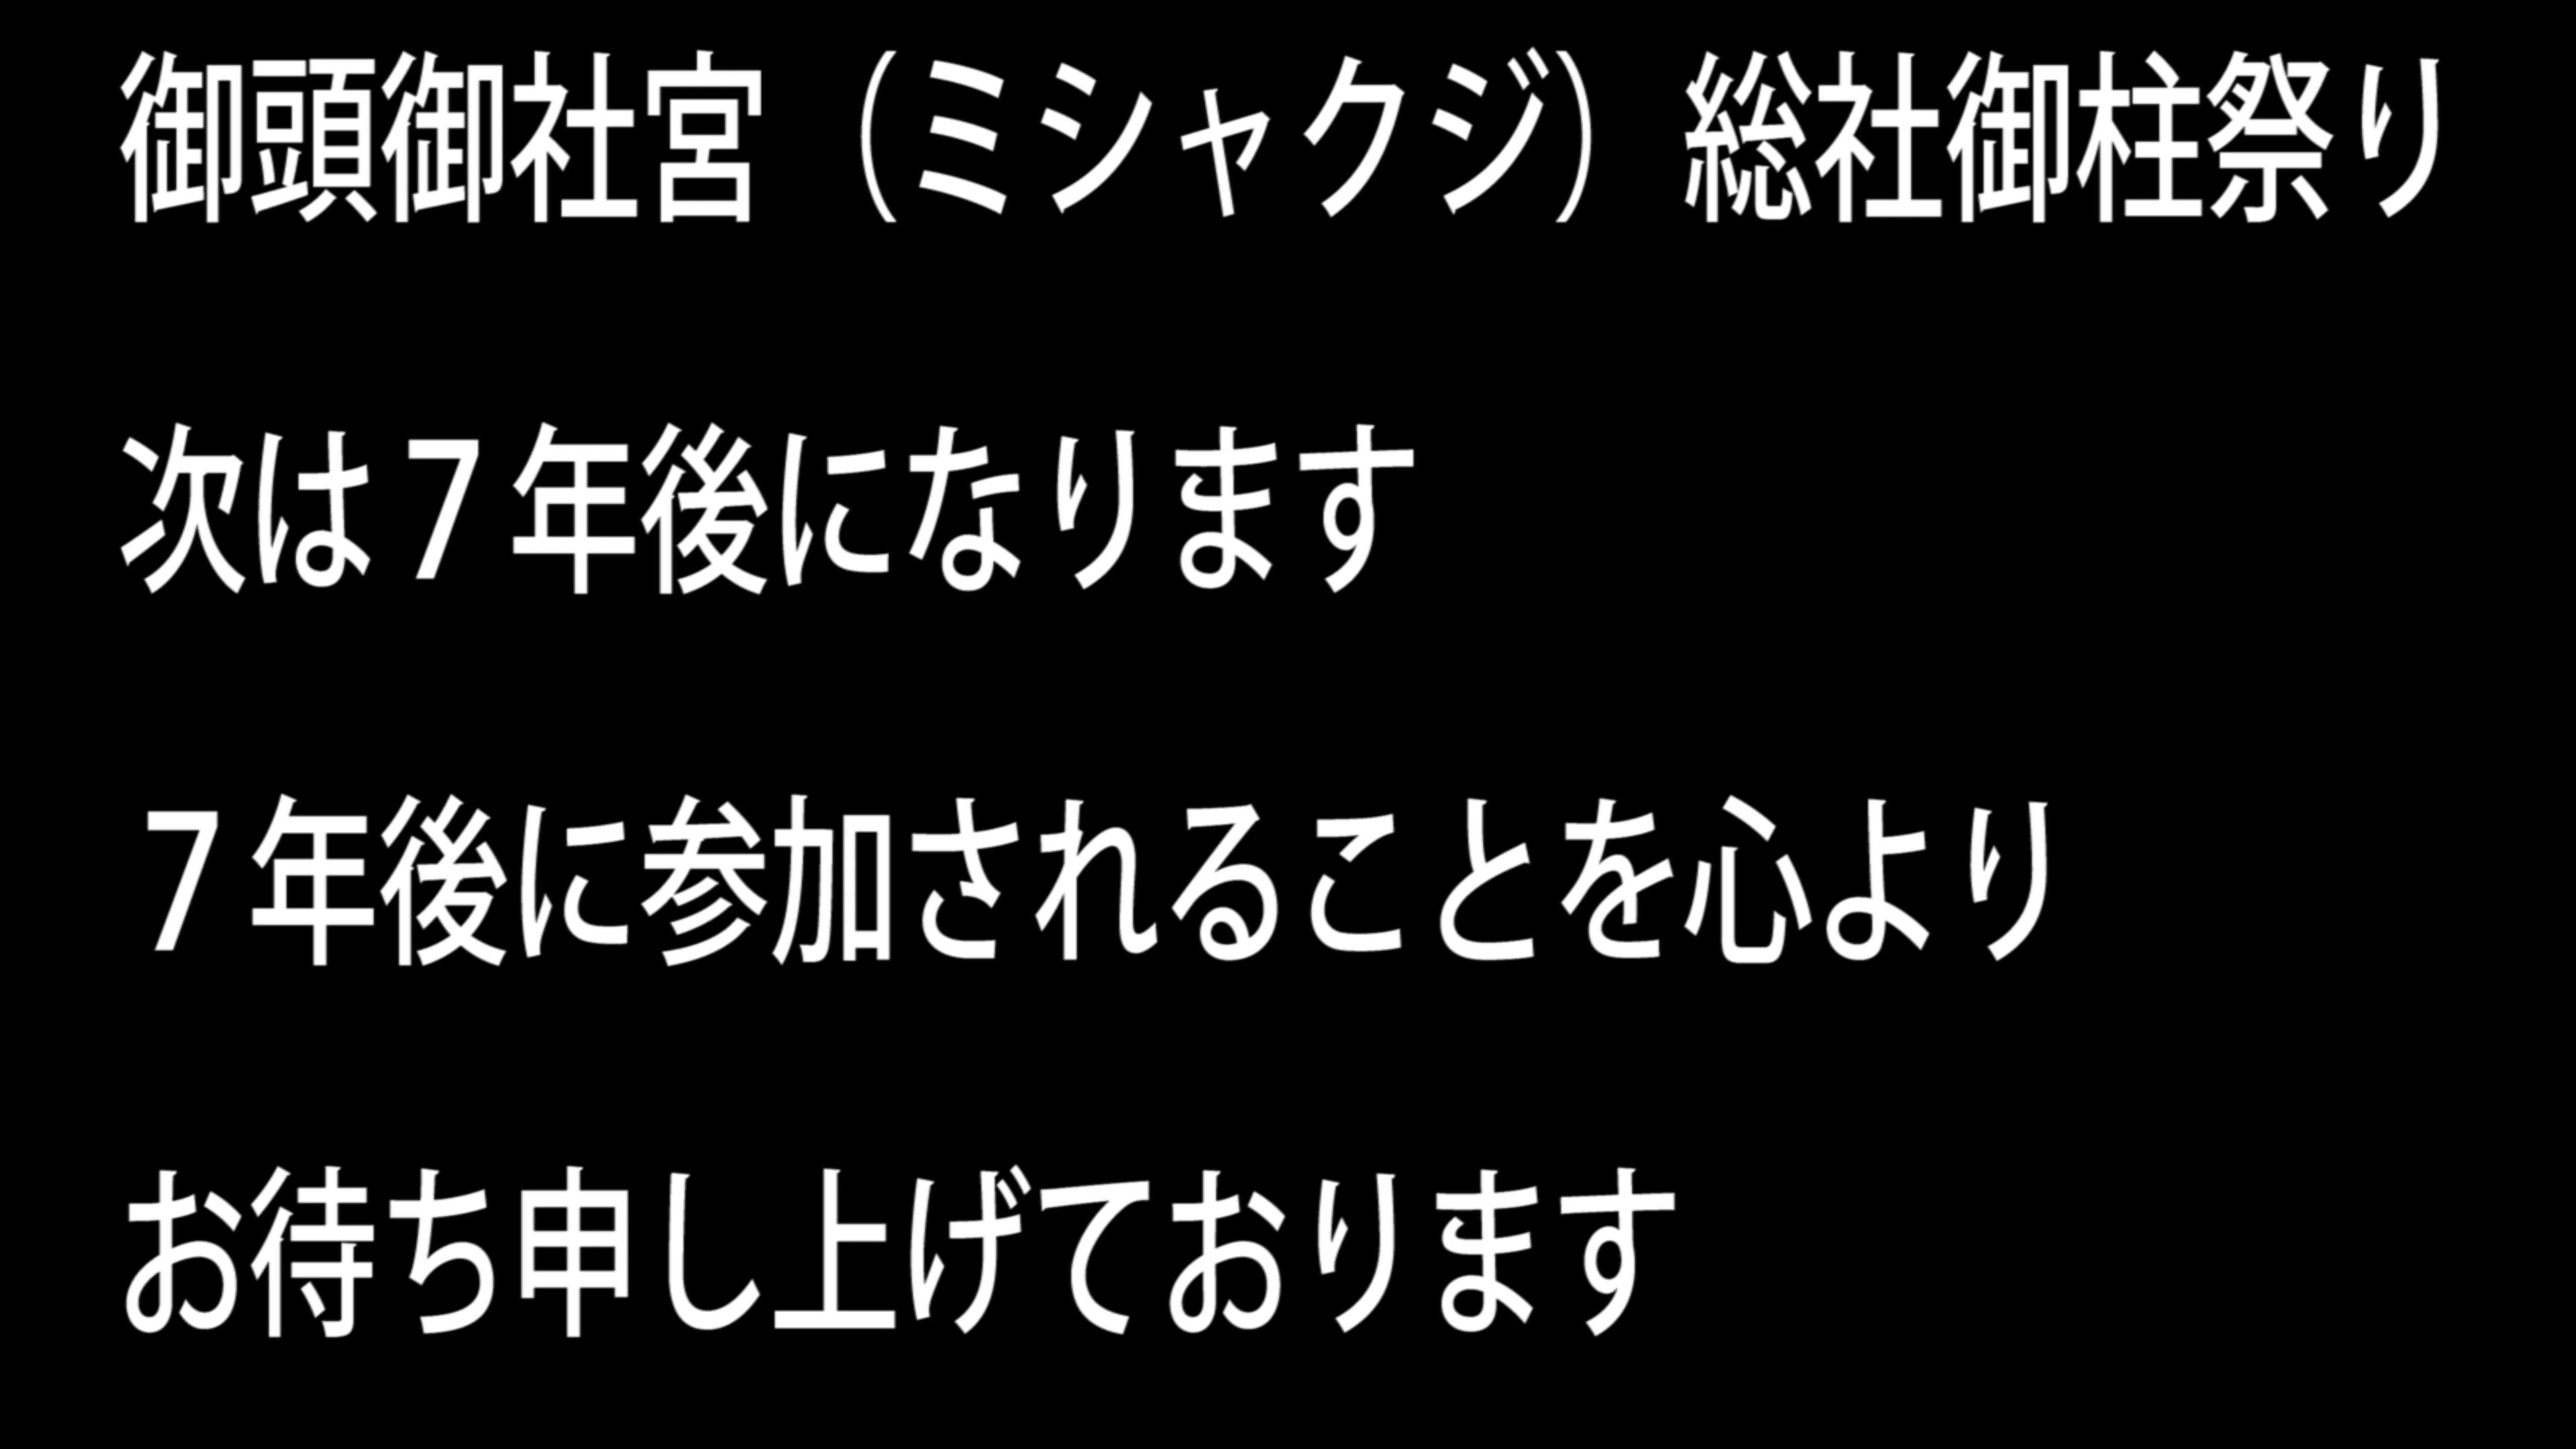 御頭御社宮（ミシャクジ）総社御柱祭り
次は７年後になります
７年後に参加されることを心より
お待ち申し上げております